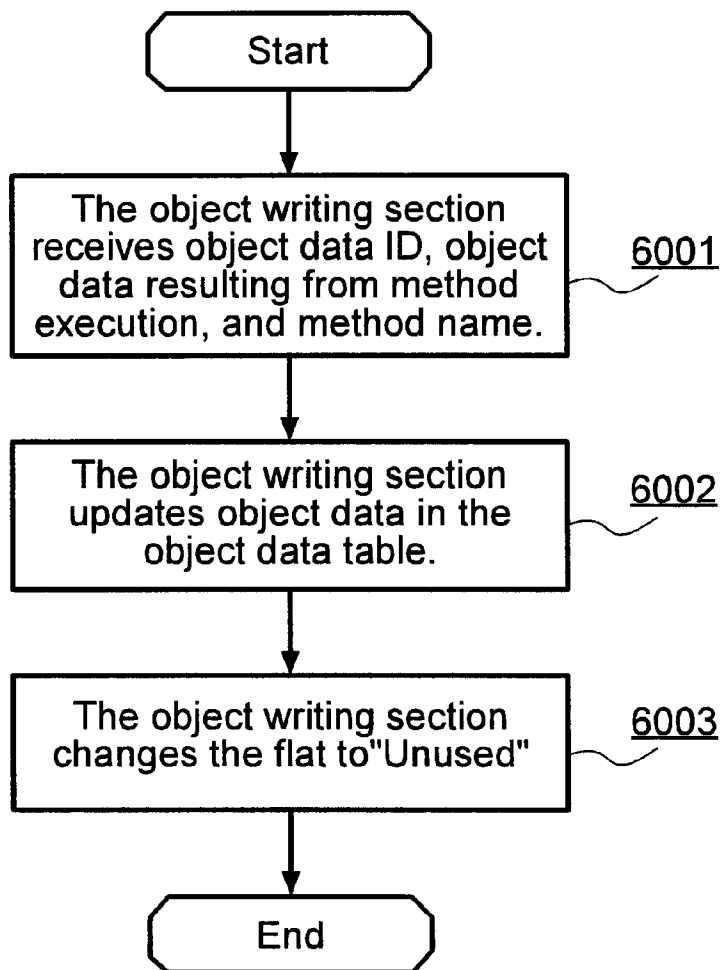 Start
The object writing section
receives object data ID, object
data resulting from method
execution, and method name.
6001
The object writing section
updates object data in the
object data table.
6002
The object writing section
changes the flat to"Unused"
6003
End